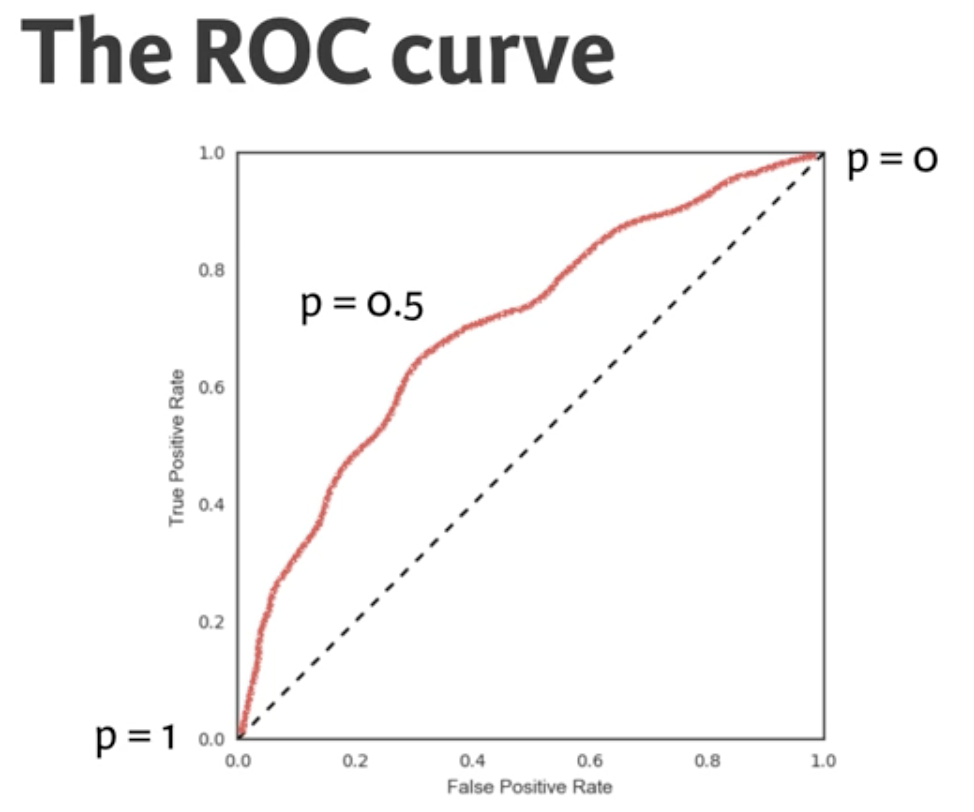 The ROC curve
1.0
p = 0
0.8
p = 0.5
0.6
True Positive Rate
0.4
0.2
p = 1
0.0
0.0 0.2 0.4 0.6 0.8 1.0
False Positive Rate